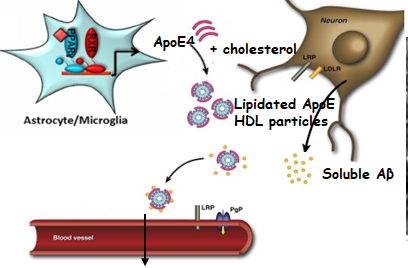 Neuron
ApoE4
+ cholesterol
PPARγ
RXR
LRP
LDLR
Astrocyte/Microglia
Lipidated ApoE
HDL particles
Soluble Aβ
LRP
PgP
Blood vessel